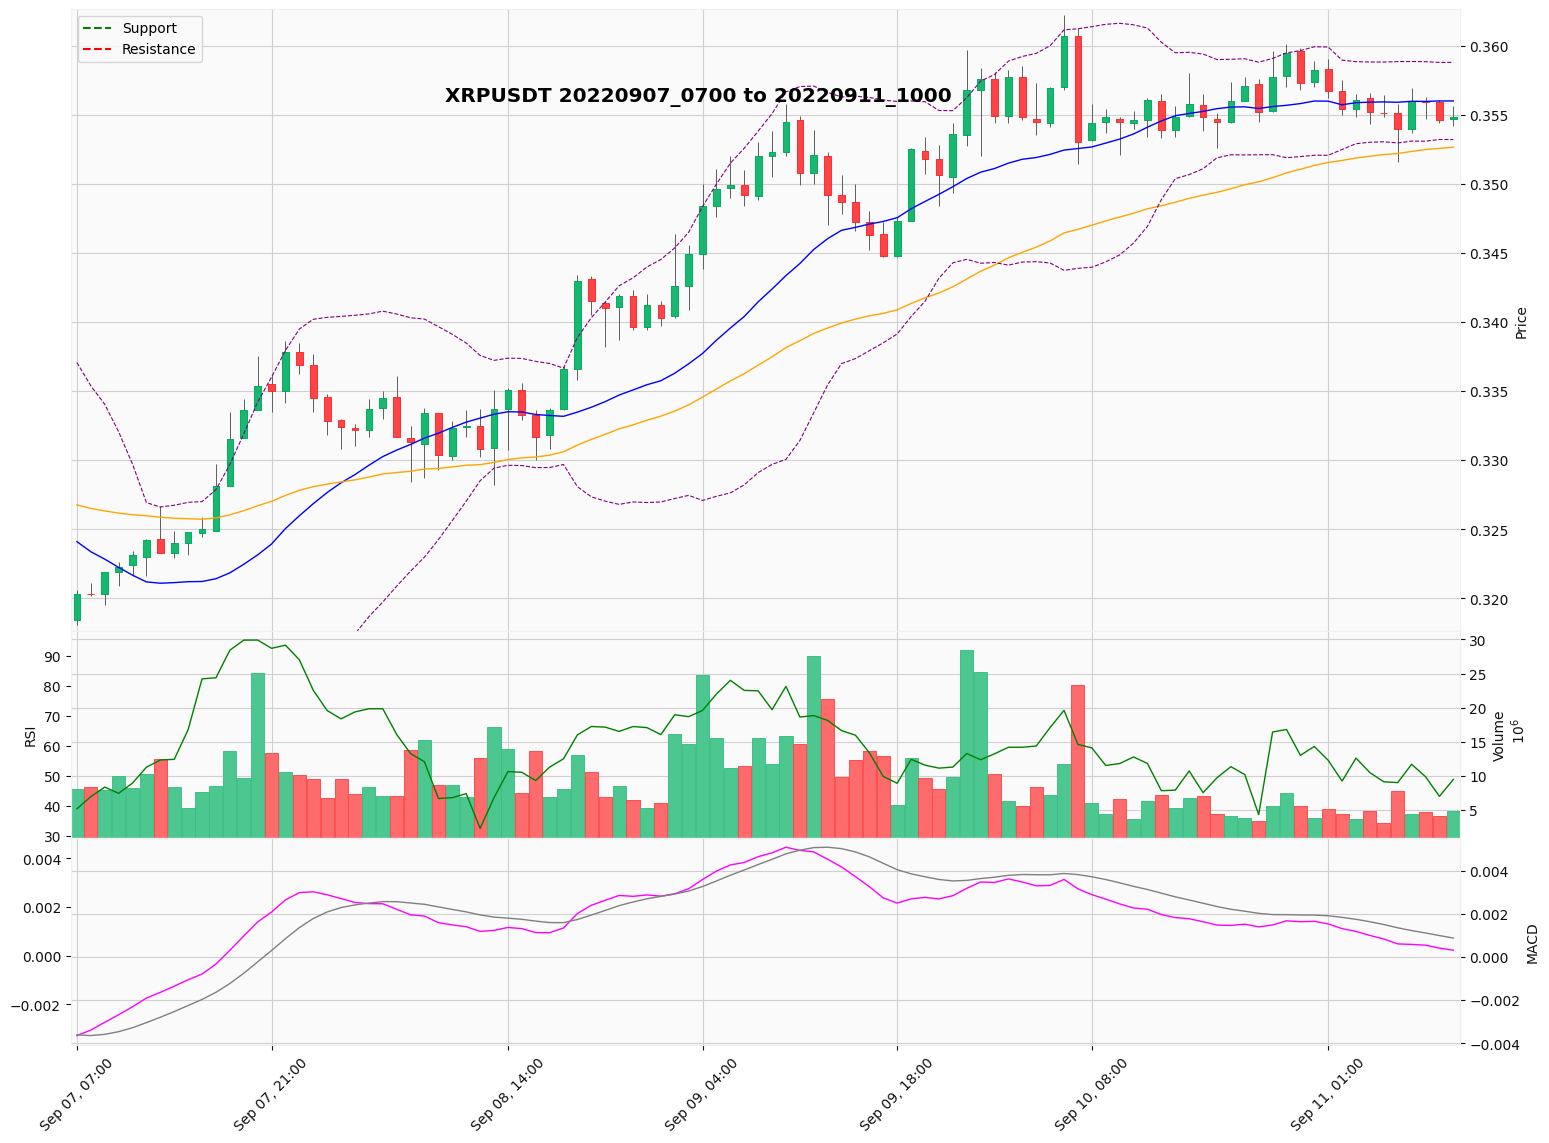 Support
Resistance
XRPUSDT 20220907_0700 to 20220911_1000
0.360
0.355
0.350
0.345
0.340
0.335
0.330
0.325
0.320
Price
90
80
70
60
50
40
30
RSI
30
25
20
15
10
5
Volume
10^6
0.004
0.002
0.000
−0.002
0.004
0.002
0.000
−0.002
−0.004
MACD
Sep 07, 07:00
Sep 07, 21:00
Sep 08, 14:00
Sep 09, 04:00
Sep 09, 18:00
Sep 10, 08:00
Sep 11, 01:00